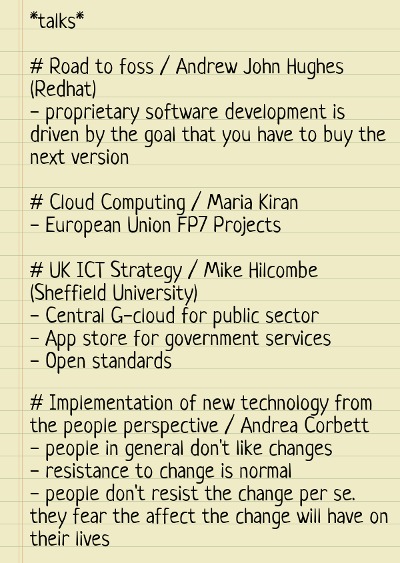 *talks*
# Road to foss / Andrew John Hughes
(Redhat)
- proprietary software development is
driven by the goal that you have to buy the
next version
# Cloud Computing / Maria Kiran
- European Union FP7 Projects
# UK ICT Strategy / Mike Hilcombe
(Sheffield University)
- Central G-cloud for public sector
- App store for government services
- Open standards
# Implementation of new technology from
the people perspective / Andrea Corbett
- people in general don't like changes
- resistance to change is normal
- people don't resist the change per se.
they fear the affect the change will have on
their lives